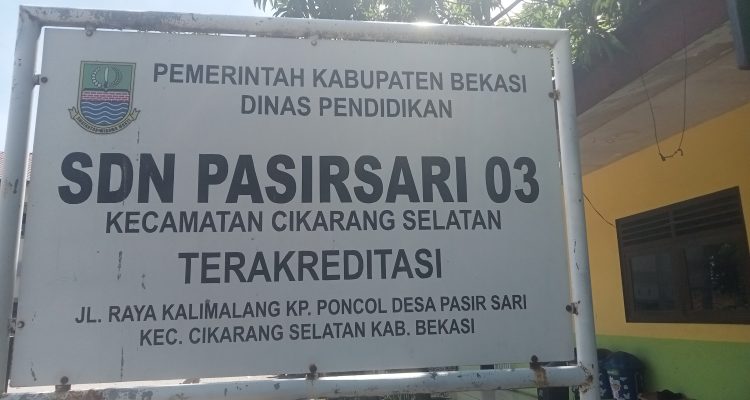 PEMERINTAH KABUPATEN BEKASI
DINAS PENDIDIKAN
SDN PASIRSARI 03
KECAMATAN CIKARANG SELATAN
TERAKREDITASI
JL. RAYA KALIMALANG KP. PONCOL DESA PASIR SARI
KEC. CIKARANG SELATAN KAB. BEKASI